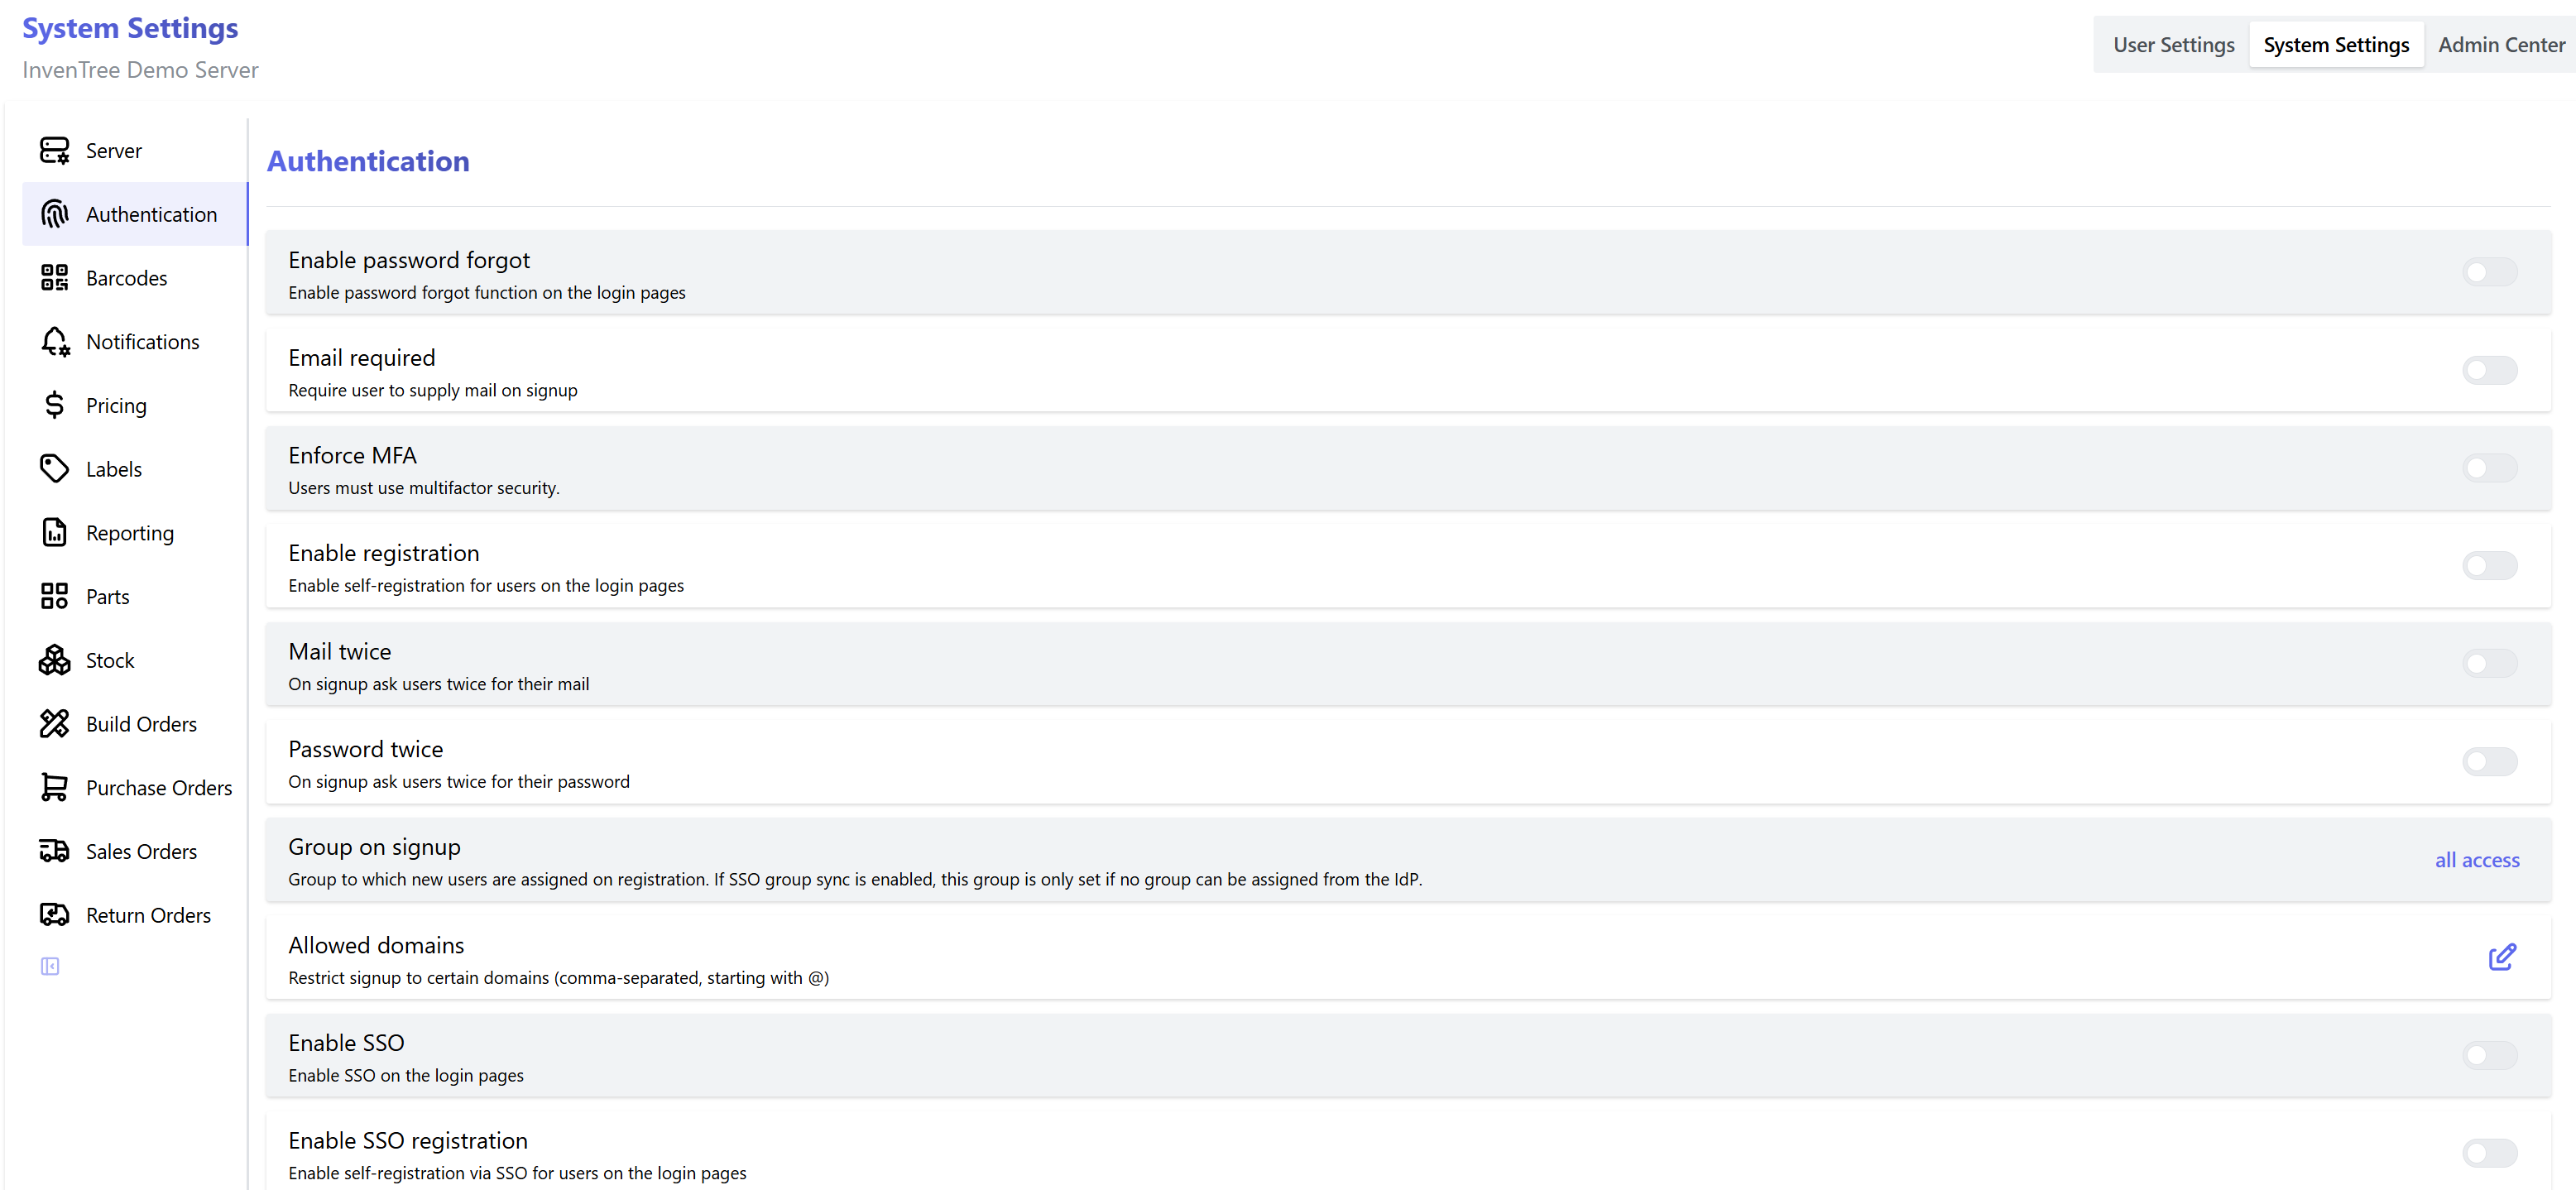 System Settings
InvenTree Demo Server
User Settings
System Settings
Admin Center
Server
Authentication
Barcodes
Notifications
Pricing
Labels
Reporting
Parts
Stock
Build Orders
Purchase Orders
Sales Orders
Return Orders
Authentication
Enable password forgot
Enable password forgot function on the login pages
Email required
Require user to supply mail on signup
Enforce MFA
Users must use multifactor security.
Enable registration
Enable self-registration for users on the login pages
Mail twice
On signup ask users twice for their mail
Password twice
On signup ask users twice for their password
Group on signup
Group to which new users are assigned on registration. If SSO group sync is enabled, this group is only set if no group can be assigned from the IdP.
all access
Allowed domains
Restrict signup to certain domains (comma-separated, starting with @)
Enable SSO
Enable SSO on the login pages
Enable SSO registration
Enable self-registration via SSO for users on the login pages